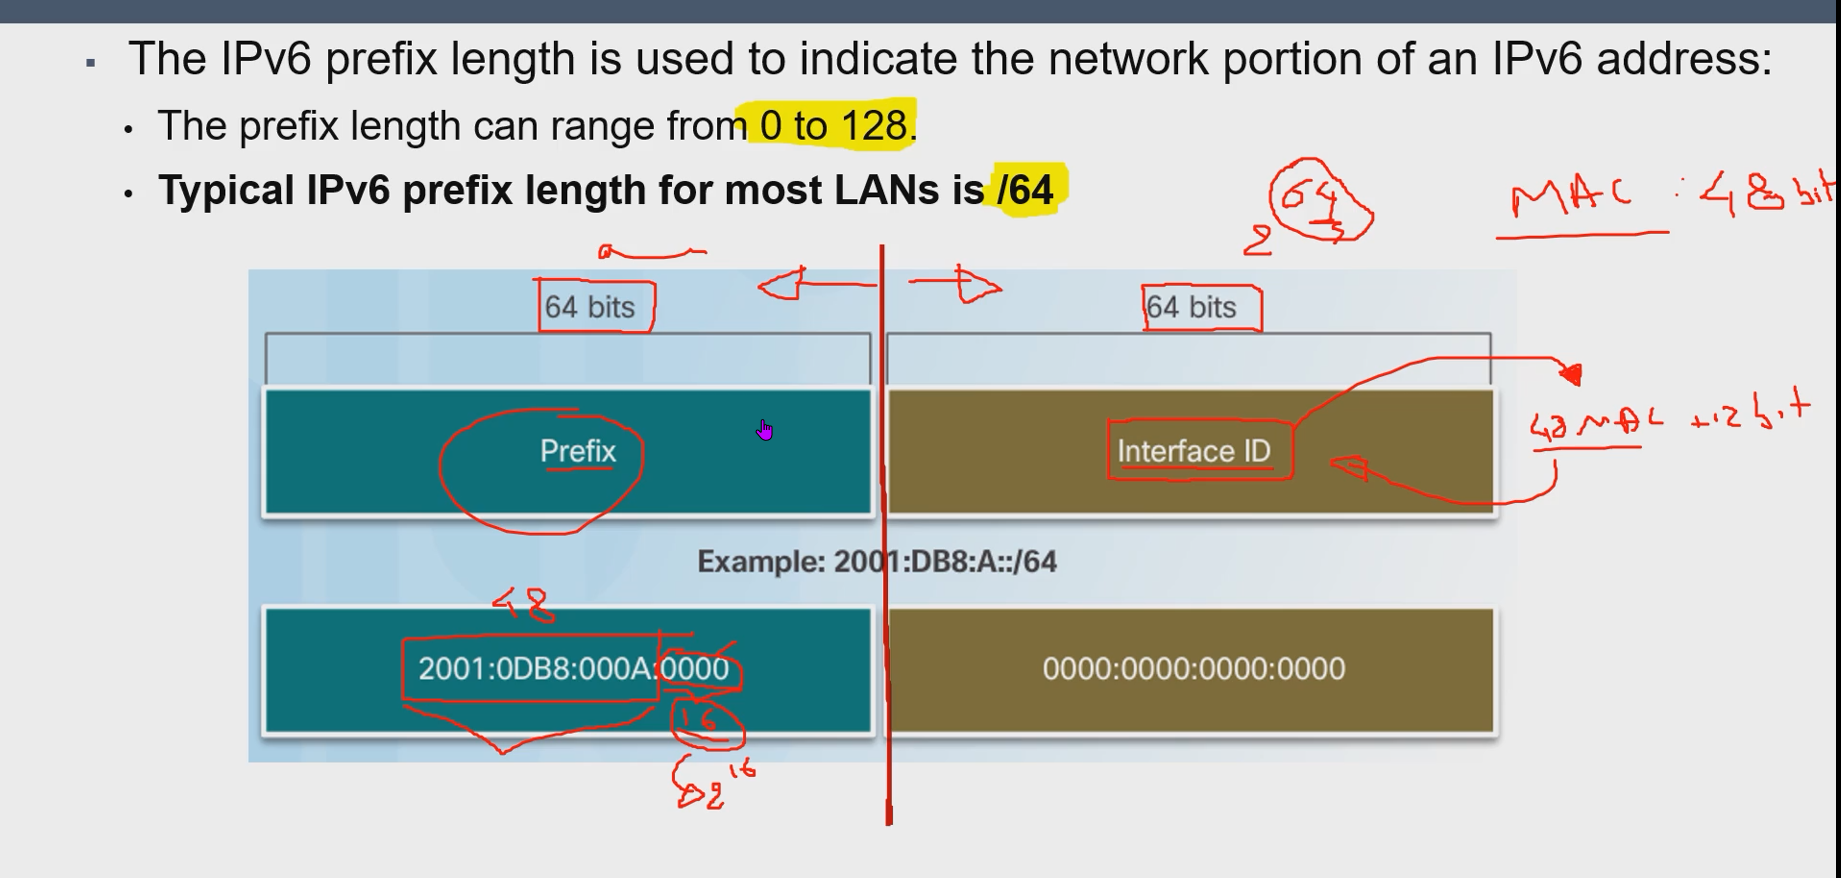 ▪ The IPv6 prefix length is used to indicate the network portion of an IPv6 address:
• The prefix length can range from 0 to 128.
• Typical IPv6 prefix length for most LANs is /64
2 64
MAC : 48 bit
64 bits 64 bits
Prefix Interface ID
48 MAC +12 bit
Example: 2001:DB8:A::/64
48
2001:0DB8:000A:0000 0000:0000:0000:0000
16
2 16